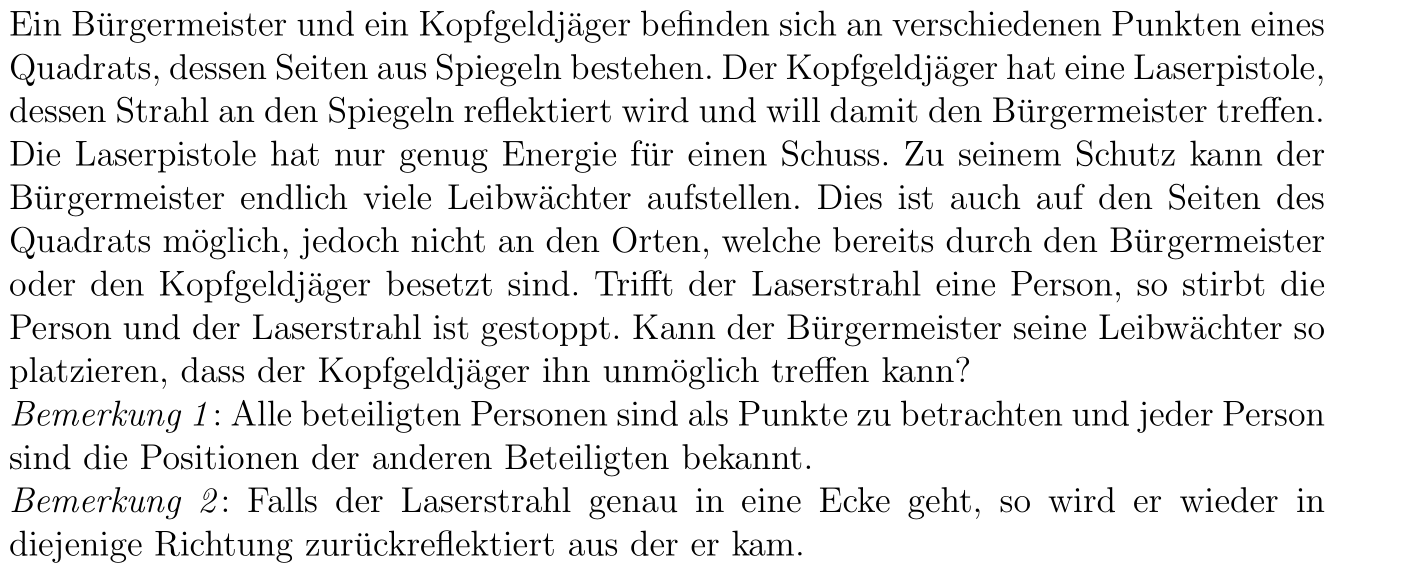 Ein Bürgermeister und ein Kopfgeldjäger befinden sich an verschiedenen Punkten eines
Quadrats, dessen Seiten aus Spiegeln bestehen. Der Kopfgeldjäger hat eine Laserpistole,
dessen Strahl an den Spiegeln reflektiert wird und will damit den Bürgermeister treffen.
Die Laserpistole hat nur genug Energie für einen Schuss. Zu seinem Schutz kann der
Bürgermeister endlich viele Leibwächter aufstellen. Dies ist auch auf den Seiten des
Quadrats möglich, jedoch nicht an den Orten, welche bereits durch den Bürgermeister
oder den Kopfgeldjäger besetzt sind. Trifft der Laserstrahl eine Person, so stirbt die
Person und der Laserstrahl ist gestoppt. Kann der Bürgermeister seine Leibwächter so
platzieren, dass der Kopfgeldjäger ihn unmöglich treffen kann?
Bemerkung 1: Alle beteiligten Personen sind als Punkte zu betrachten und jeder Person
sind die Positionen der anderen Beteiligten bekannt.
Bemerkung 2: Falls der Laserstrahl genau in eine Ecke geht, so wird er wieder in
diejenige Richtung zurückreflektiert aus der er kam.